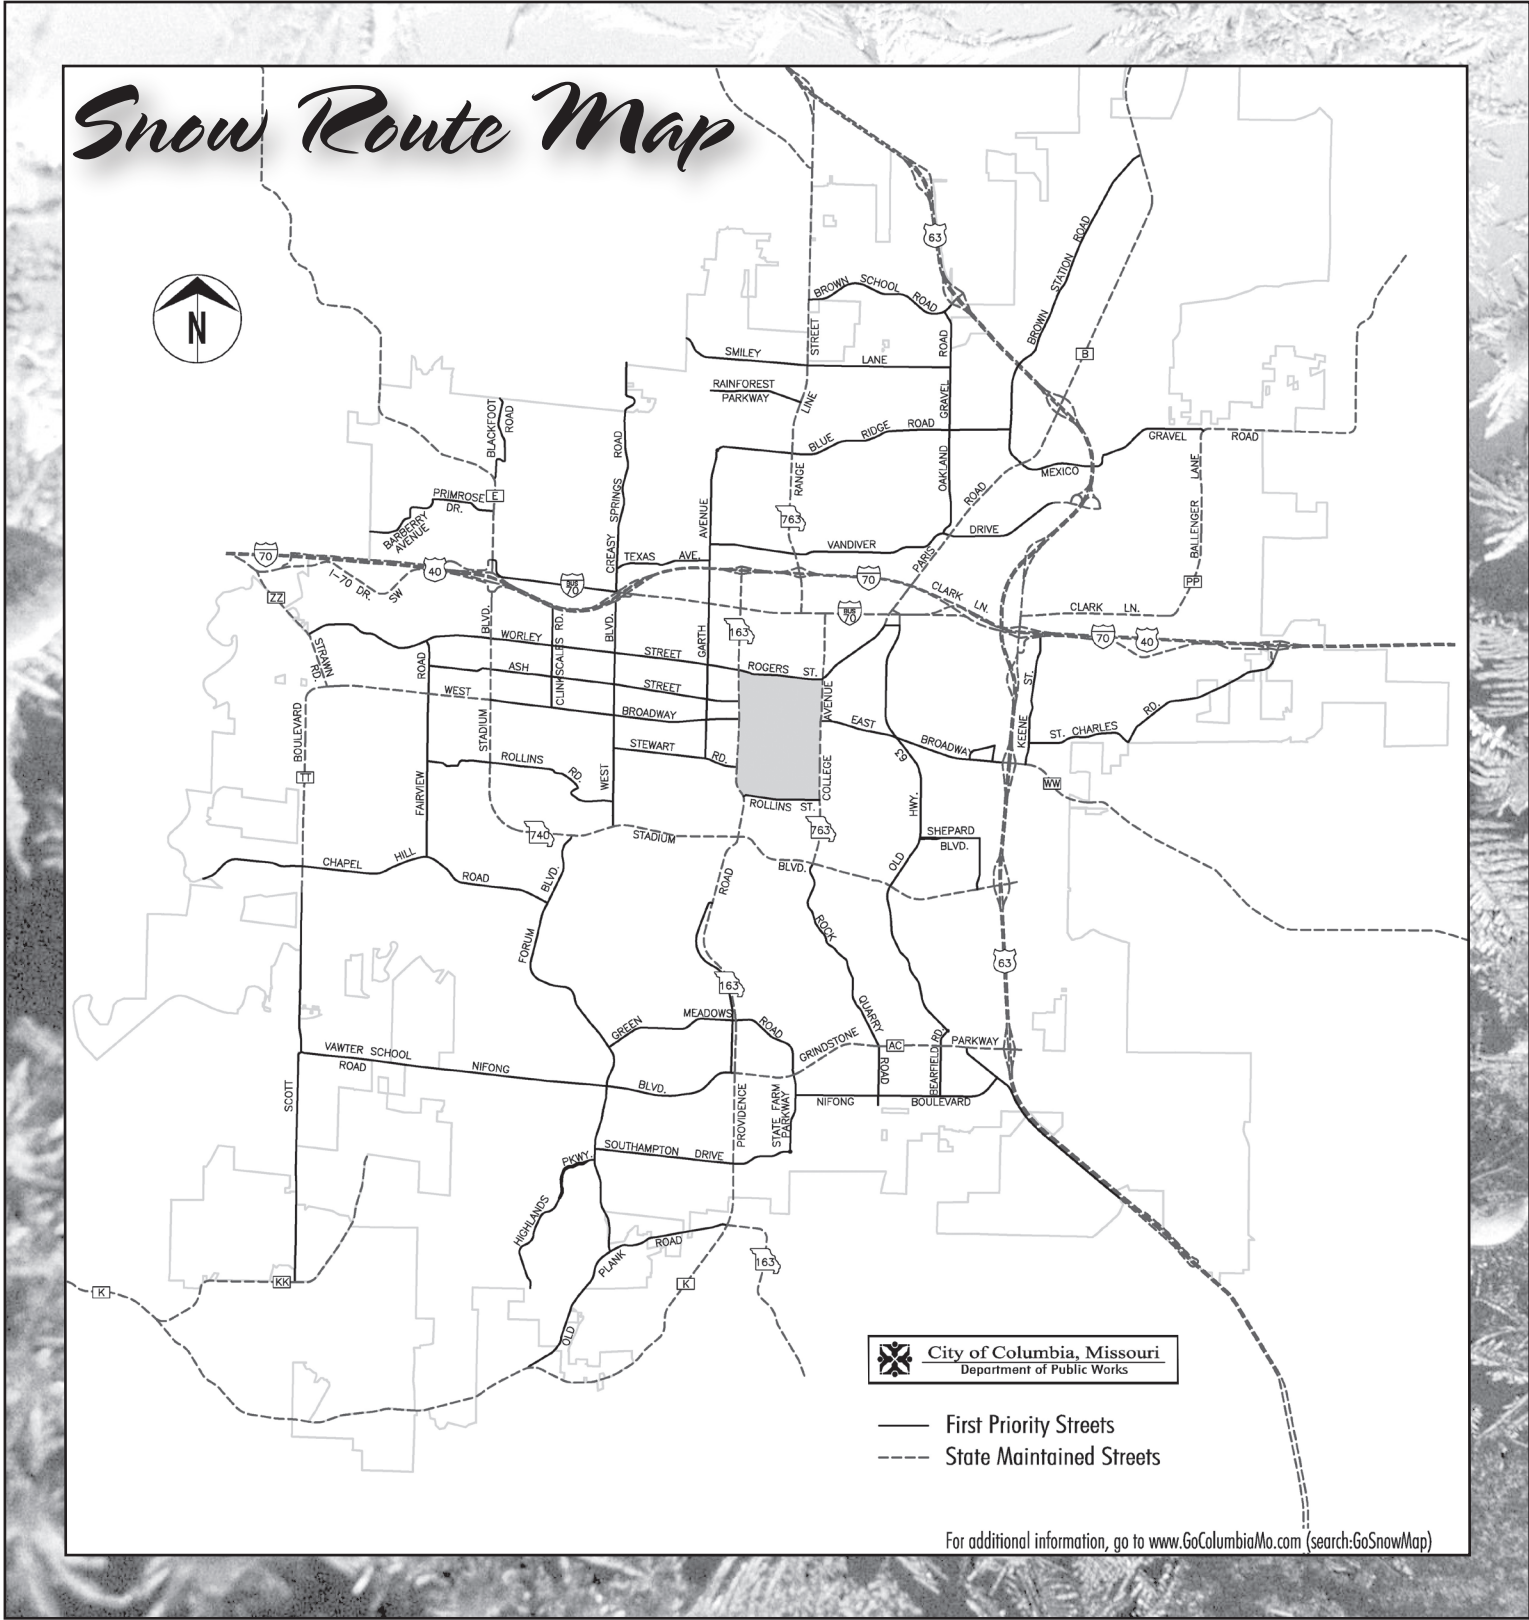 Snow Route Map
N
63
BROWN SCHOOL ROAD
BROWN STATION ROAD
STREET
ROAD
SMILEY LANE
B
RAINFOREST
PARKWAY
LINE
GRAVEL
BLACKFOOT
ROAD
BLUE RIDGE ROAD
GRAVEL ROAD
MEXICO
SPRINGS ROAD
RANGE
OAKLAND
LANE
PRIMROSE
DR.
E
ROAD
BARBERRY
AVENUE
AVENUE
763
BALLENGER
CREASY
TEXAS AVE.
VANDIVER
DRIVE
PARIS
70
I-70 DR. SW
40
BUS
70
70
CLARK LN.
PP
ZZ
BUS
70
CLARK LN.
70
40
BLVD.
BLVD.
163
STRAWN
RD.
WORLEY
STREET
GARTH
ROGERS ST.
CLINKSCALES RD.
ROAD
ASH
STREET
WEST
BROADWAY
AVENUE
EAST
BROADWAY
ST.
KEENE
ST. CHARLES RD.
BOULEVARD
STADIUM
STEWART RD.
63
ROLLINS RD.
WEST
COLLEGE
TT
FAIRVIEW
WW
ROLLINS ST.
HWY.
740
STADIUM
763
SHEPARD
BLVD.
CHAPEL HILL
ROAD
BLVD.
ROAD
BLVD.
OLD
ROCK
FORUM
63
163
QUARRY
GREEN
MEADOWS
ROAD
GRINDSTONE
AC
PARKWAY
VAWTER SCHOOL
ROAD
NIFONG
BLVD.
ROAD
BEARFIELD RD.
SCOTT
PROVIDENCE
STATE FARM
PARKWAY
NIFONG
BOULEVARD
SOUTHAMPTON DRIVE
PKWY.
HIGHLANDS
PLANK
ROAD
163
K
KK
K
OLD
City of Columbia, Missouri
Department of Public Works
First Priority Streets
State Maintained Streets
For additional information, go to www.GoColumbiaMo.com (search:GoSnowMap)